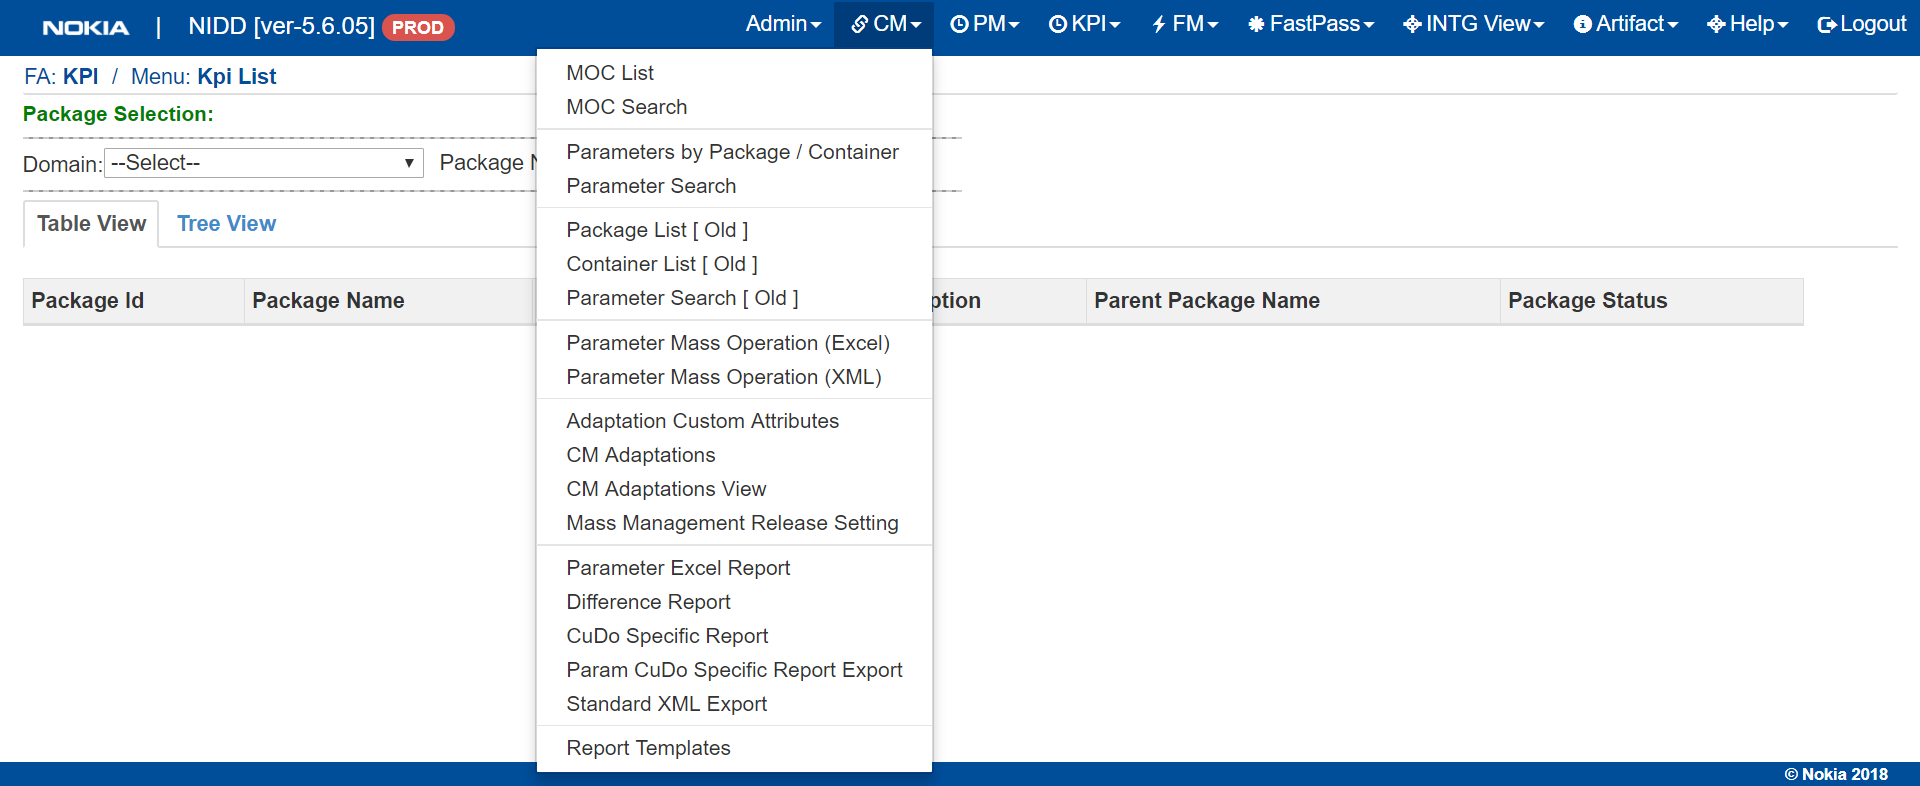 NOKIA | NIDD [ver-5.6.05] PROD Admin CM PM KPI FM FastPass INTG View Artifact Help Logout
FA: KPI / Menu: Kpi List
Package Selection:
Domain: --Select-- Package
Table View Tree View
Package Id Package Name Parent Package Name Package Status
MOC List
MOC Search
Parameters by Package / Container
Parameter Search
Package List [ Old ]
Container List [ Old ]
Parameter Search [ Old ]
Parameter Mass Operation (Excel)
Parameter Mass Operation (XML)
Adaptation Custom Attributes
CM Adaptations
CM Adaptations View
Mass Management Release Setting
Parameter Excel Report
Difference Report
CuDo Specific Report
Param CuDo Specific Report Export
Standard XML Export
Report Templates
© Nokia 2018